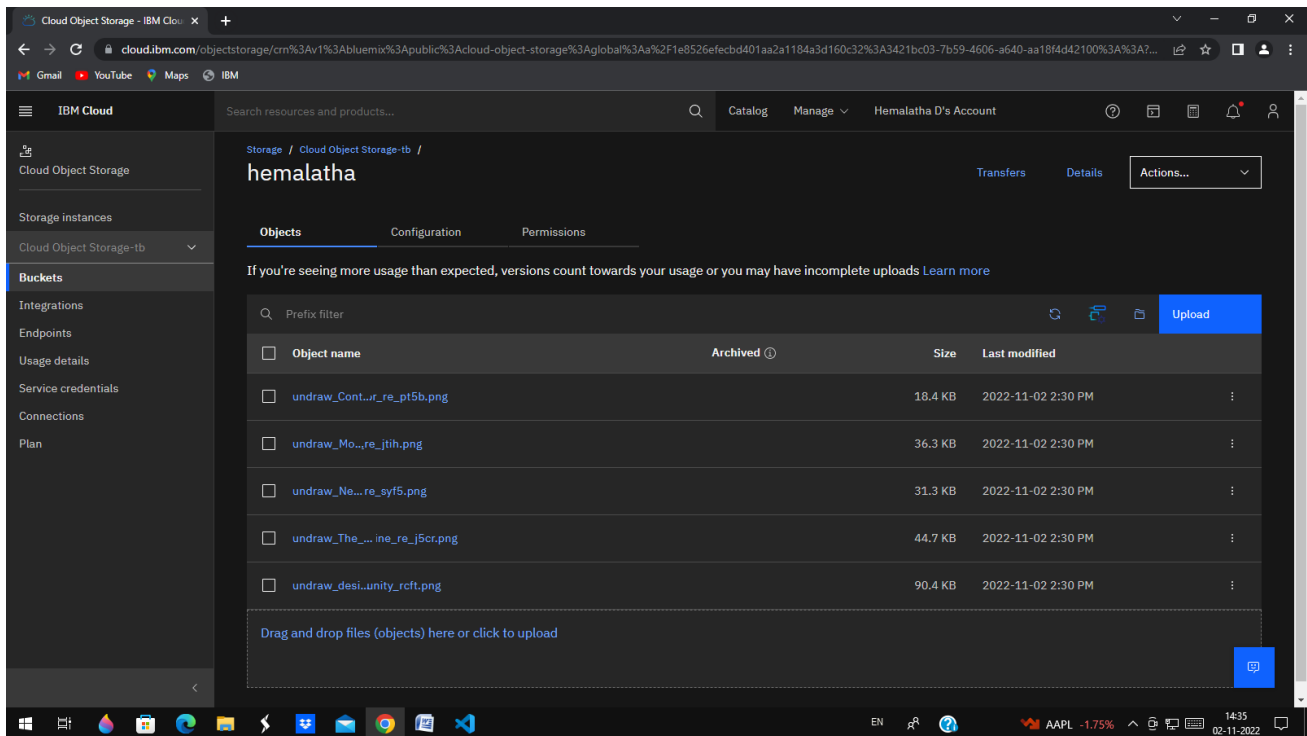 Cloud Object Storage - IBM Clou
cloud.ibm.com/objectstorage/crn%3Av1%3Abluemix%3Apublic%3Acloud-object-storage%3Aglobal%3Aa%2F1e8526efecbd401aa2a1184a3d160c32%3A3421bc03-7b59-4606-a640-aa18f4d42100%3A%3A?...
Gmail YouTube Maps IBM
IBM Cloud Search resources and products... Catalog Manage Hemalatha D's Account
Cloud Object Storage
Storage instances
Cloud Object Storage-tb
Buckets
Integrations
Endpoints
Usage details
Service credentials
Connections
Plan
Storage / Cloud Object Storage-tb /
hemalatha
Transfers Details Actions...
Objects Configuration Permissions
If you're seeing more usage than expected, versions count towards your usage or you may have incomplete uploads Learn more
Prefix filter Upload
Object name Archived Size Last modified
undraw_Cont...r_re_pt5b.png 18.4 KB 2022-11-02 2:30 PM
undraw_Mo...re_jtih.png 36.3 KB 2022-11-02 2:30 PM
undraw_Ne...re_syf5.png 31.3 KB 2022-11-02 2:30 PM
undraw_The_... ine_re_j5cr.png 44.7 KB 2022-11-02 2:30 PM
undraw_desi...unity_rcft.png 90.4 KB 2022-11-02 2:30 PM
Drag and drop files (objects) here or click to upload
EN AAPL -1.75% 14:35
02-11-2022